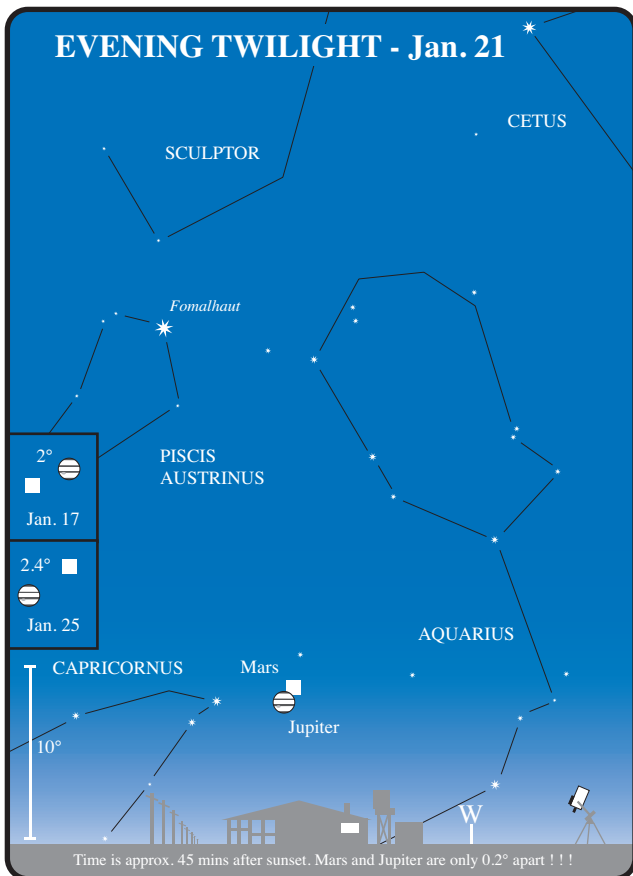 EVENING TWILIGHT - Jan. 21
CETUS
SCULPTOR
Fomalhaut
PISCIS
AUSTRINUS
2°
Jan. 17
2.4°
Jan. 25
AQUARIUS
CAPRICORNUS
Mars
Jupiter
10°
W
Time is approx. 45 mins after sunset. Mars and Jupiter are only 0.2° apart ! ! !